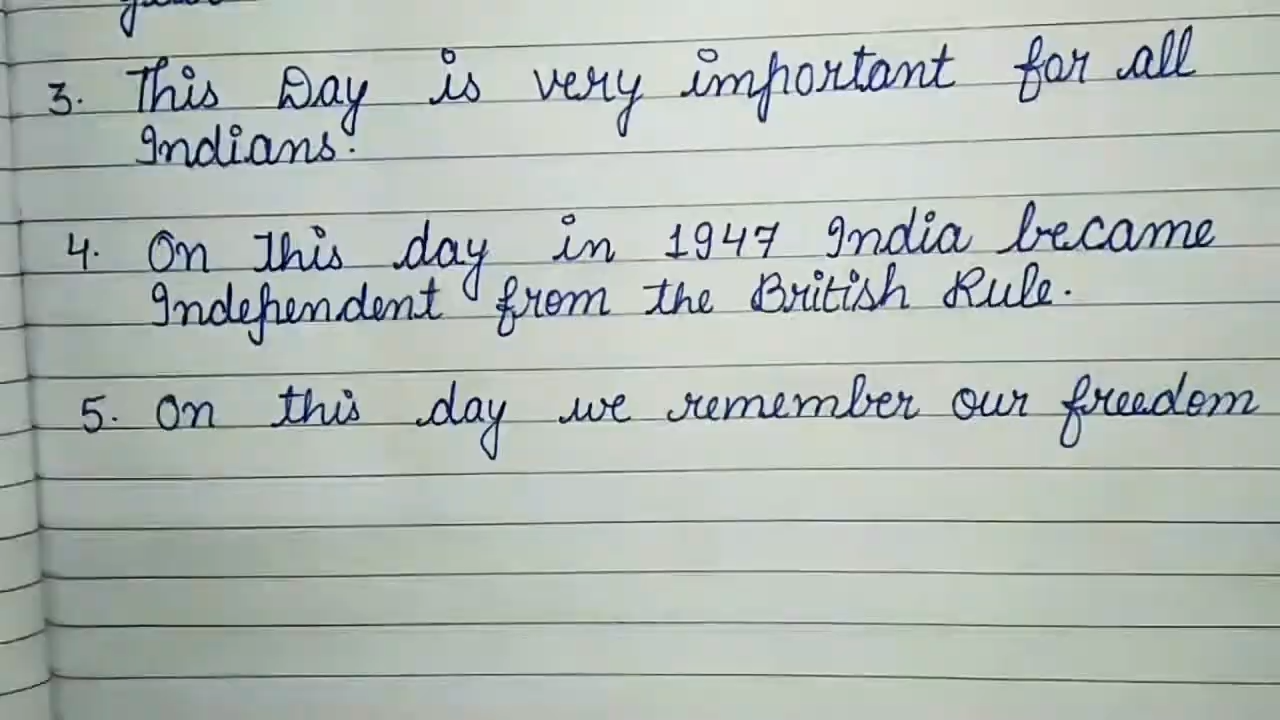 3. This Day is very important for all
Indians.
4. On this day in 1947 India became
Independent from the British Rule.
5. On this day we remember our freedom